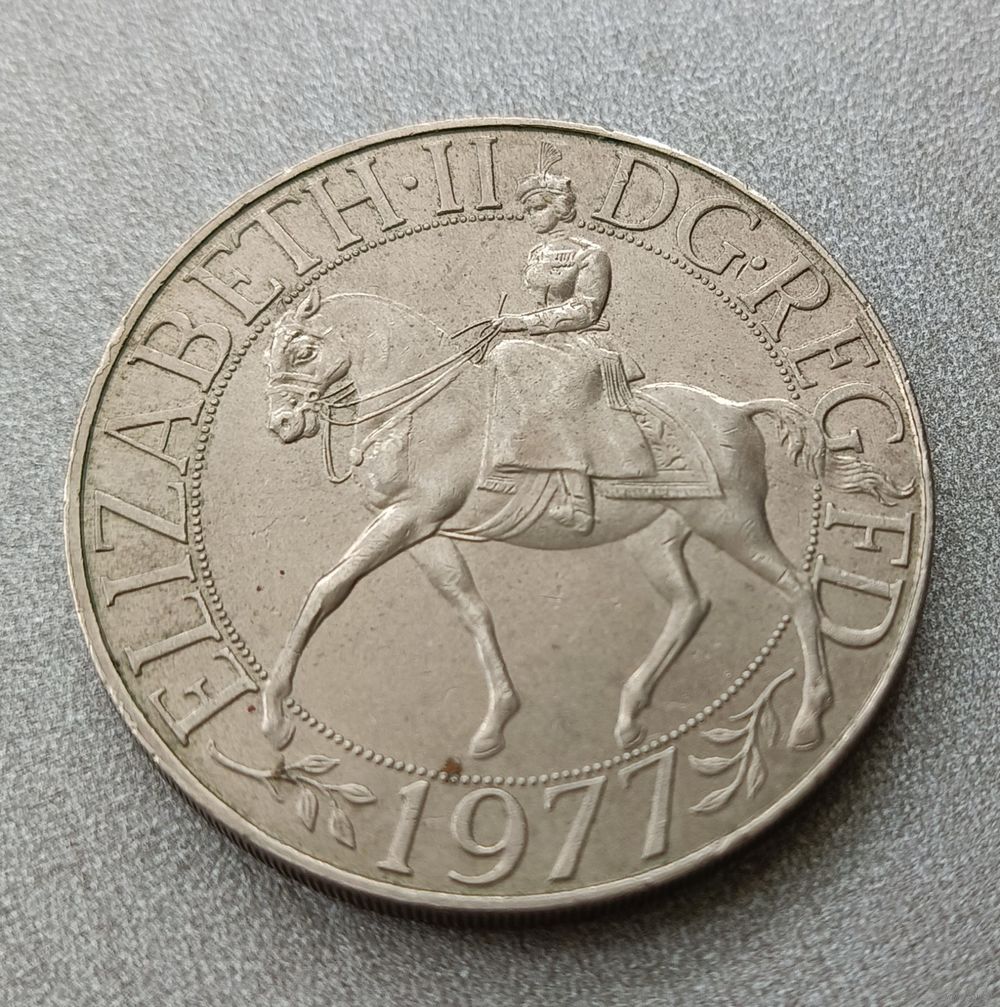 ELIZABETH·II DG·REG FD
1977